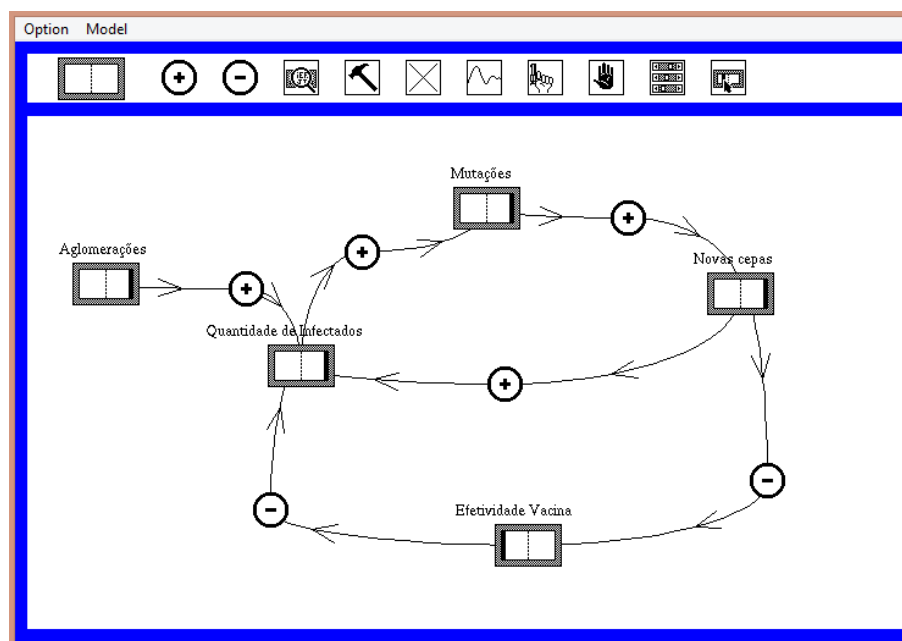 Option Model
Mutações
Aglomerações
Novas cepas
Quantidade de Infectados
Efetividade Vacina